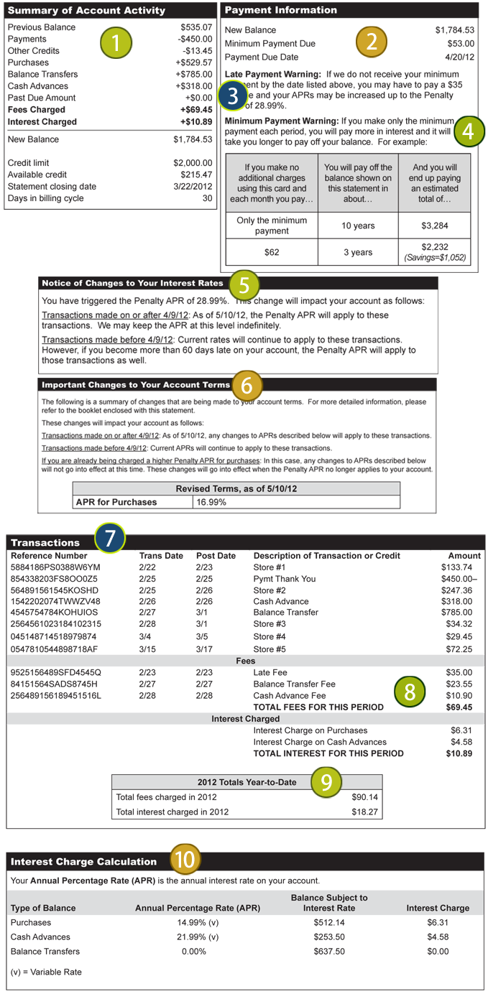 Summary of Account Activity
Previous Balance $535.07
Payments -$450.00
Other Credits -$13.45
Purchases +$529.57
Balance Transfers +$785.00
Cash Advances +$318.00
Past Due Amount +$0.00
Fees Charged +$69.45
Interest Charged +$10.89
New Balance $1,784.53
Credit limit $2,000.00
Available credit $215.47
Statement closing date 3/22/2012
Days in billing cycle 30
1
Payment Information
New Balance $1,784.53
Minimum Payment Due $53.00
Payment Due Date 4/20/12
2
Late Payment Warning: If we do not receive your minimum
ent by the date listed above, you may have to pay a $35
e and your APRs may be increased up to the Penalty
of 28.99%.
3
Minimum Payment Warning: If you make only the minimum
payment each period, you will pay more in interest and it will
take you longer to pay off your balance. For example:
4
If you make no additional charges using this card and each month you pay…
You will pay off the balance shown on this statement in about…
And you will end up paying an estimated total of…
Only the minimum payment 10 years $3,284
$62 3 years $2,232
(Savings=$1,052)
Notice of Changes to Your Interest Rates
5
You have triggered the Penalty APR of 28.99%. This change will impact your account as follows:
Transactions made on or after 4/9/12: As of 5/10/12, the Penalty APR will apply to these
transactions. We may keep the APR at this level indefinitely.
Transactions made before 4/9/12: Current rates will continue to apply to these transactions.
However, if you become more than 60 days late on your account, the Penalty APR will apply to
those transactions as well.
Important Changes to Your Account Terms
6
The following is a summary of changes that are being made to your account terms. For more detailed information, please
refer to the booklet enclosed with this statement.
These changes will impact your account as follows:
Transactions made on or after 4/9/12: As of 5/10/12, any changes to APRs described below will apply to these transactions.
Transactions made before 4/9/12: Current APRs will continue to apply to these transactions.
If you are already being charged a higher Penalty APR for purchases: In this case, any changes to APRs described below
will not go into effect at this time. These changes will go into effect when the Penalty APR no longer applies to your account.
Revised Terms, as of 5/10/12
APR for Purchases 16.99%
Transactions
7
Reference Number Trans Date Post Date Description of Transaction or Credit Amount
5884186PS0388W6YM 2/22 2/23 Store #1 $133.74
854338203FS8OO0Z5 2/25 2/25 Pymt Thank You $450.00–
564891561545KOSHD 2/25 2/26 Store #2 $247.36
1542202074TWWZV48 2/26 2/26 Cash Advance $318.00
4545754784KOHUIOS 2/27 3/1 Balance Transfer $785.00
2564561023184102315 2/28 3/1 Store #3 $34.32
045148714518979874 3/4 3/5 Store #4 $29.45
0547810544898718AF 3/15 3/17 Store #5 $72.25
Fees
9525156489SFD4545Q 2/23 2/23 Late Fee $35.00
84151564SADS8745H 2/27 2/27 Balance Transfer Fee $23.55
256489156189451516L 2/28 2/28 Cash Advance Fee $10.90
TOTAL FEES FOR THIS PERIOD $69.45
8
Interest Charged
Interest Charge on Purchases $6.31
Interest Charge on Cash Advances $4.58
TOTAL INTEREST FOR THIS PERIOD $10.89
2012 Totals Year-to-Date
9
Total fees charged in 2012 $90.14
Total interest charged in 2012 $18.27
Interest Charge Calculation
10
Your Annual Percentage Rate (APR) is the annual interest rate on your account.
Type of Balance Annual Percentage Rate (APR) Balance Subject to Interest Rate Interest Charge
Purchases 14.99% (v) $512.14 $6.31
Cash Advances 21.99% (v) $253.50 $4.58
Balance Transfers 0.00% $637.50 $0.00
(v) = Variable Rate